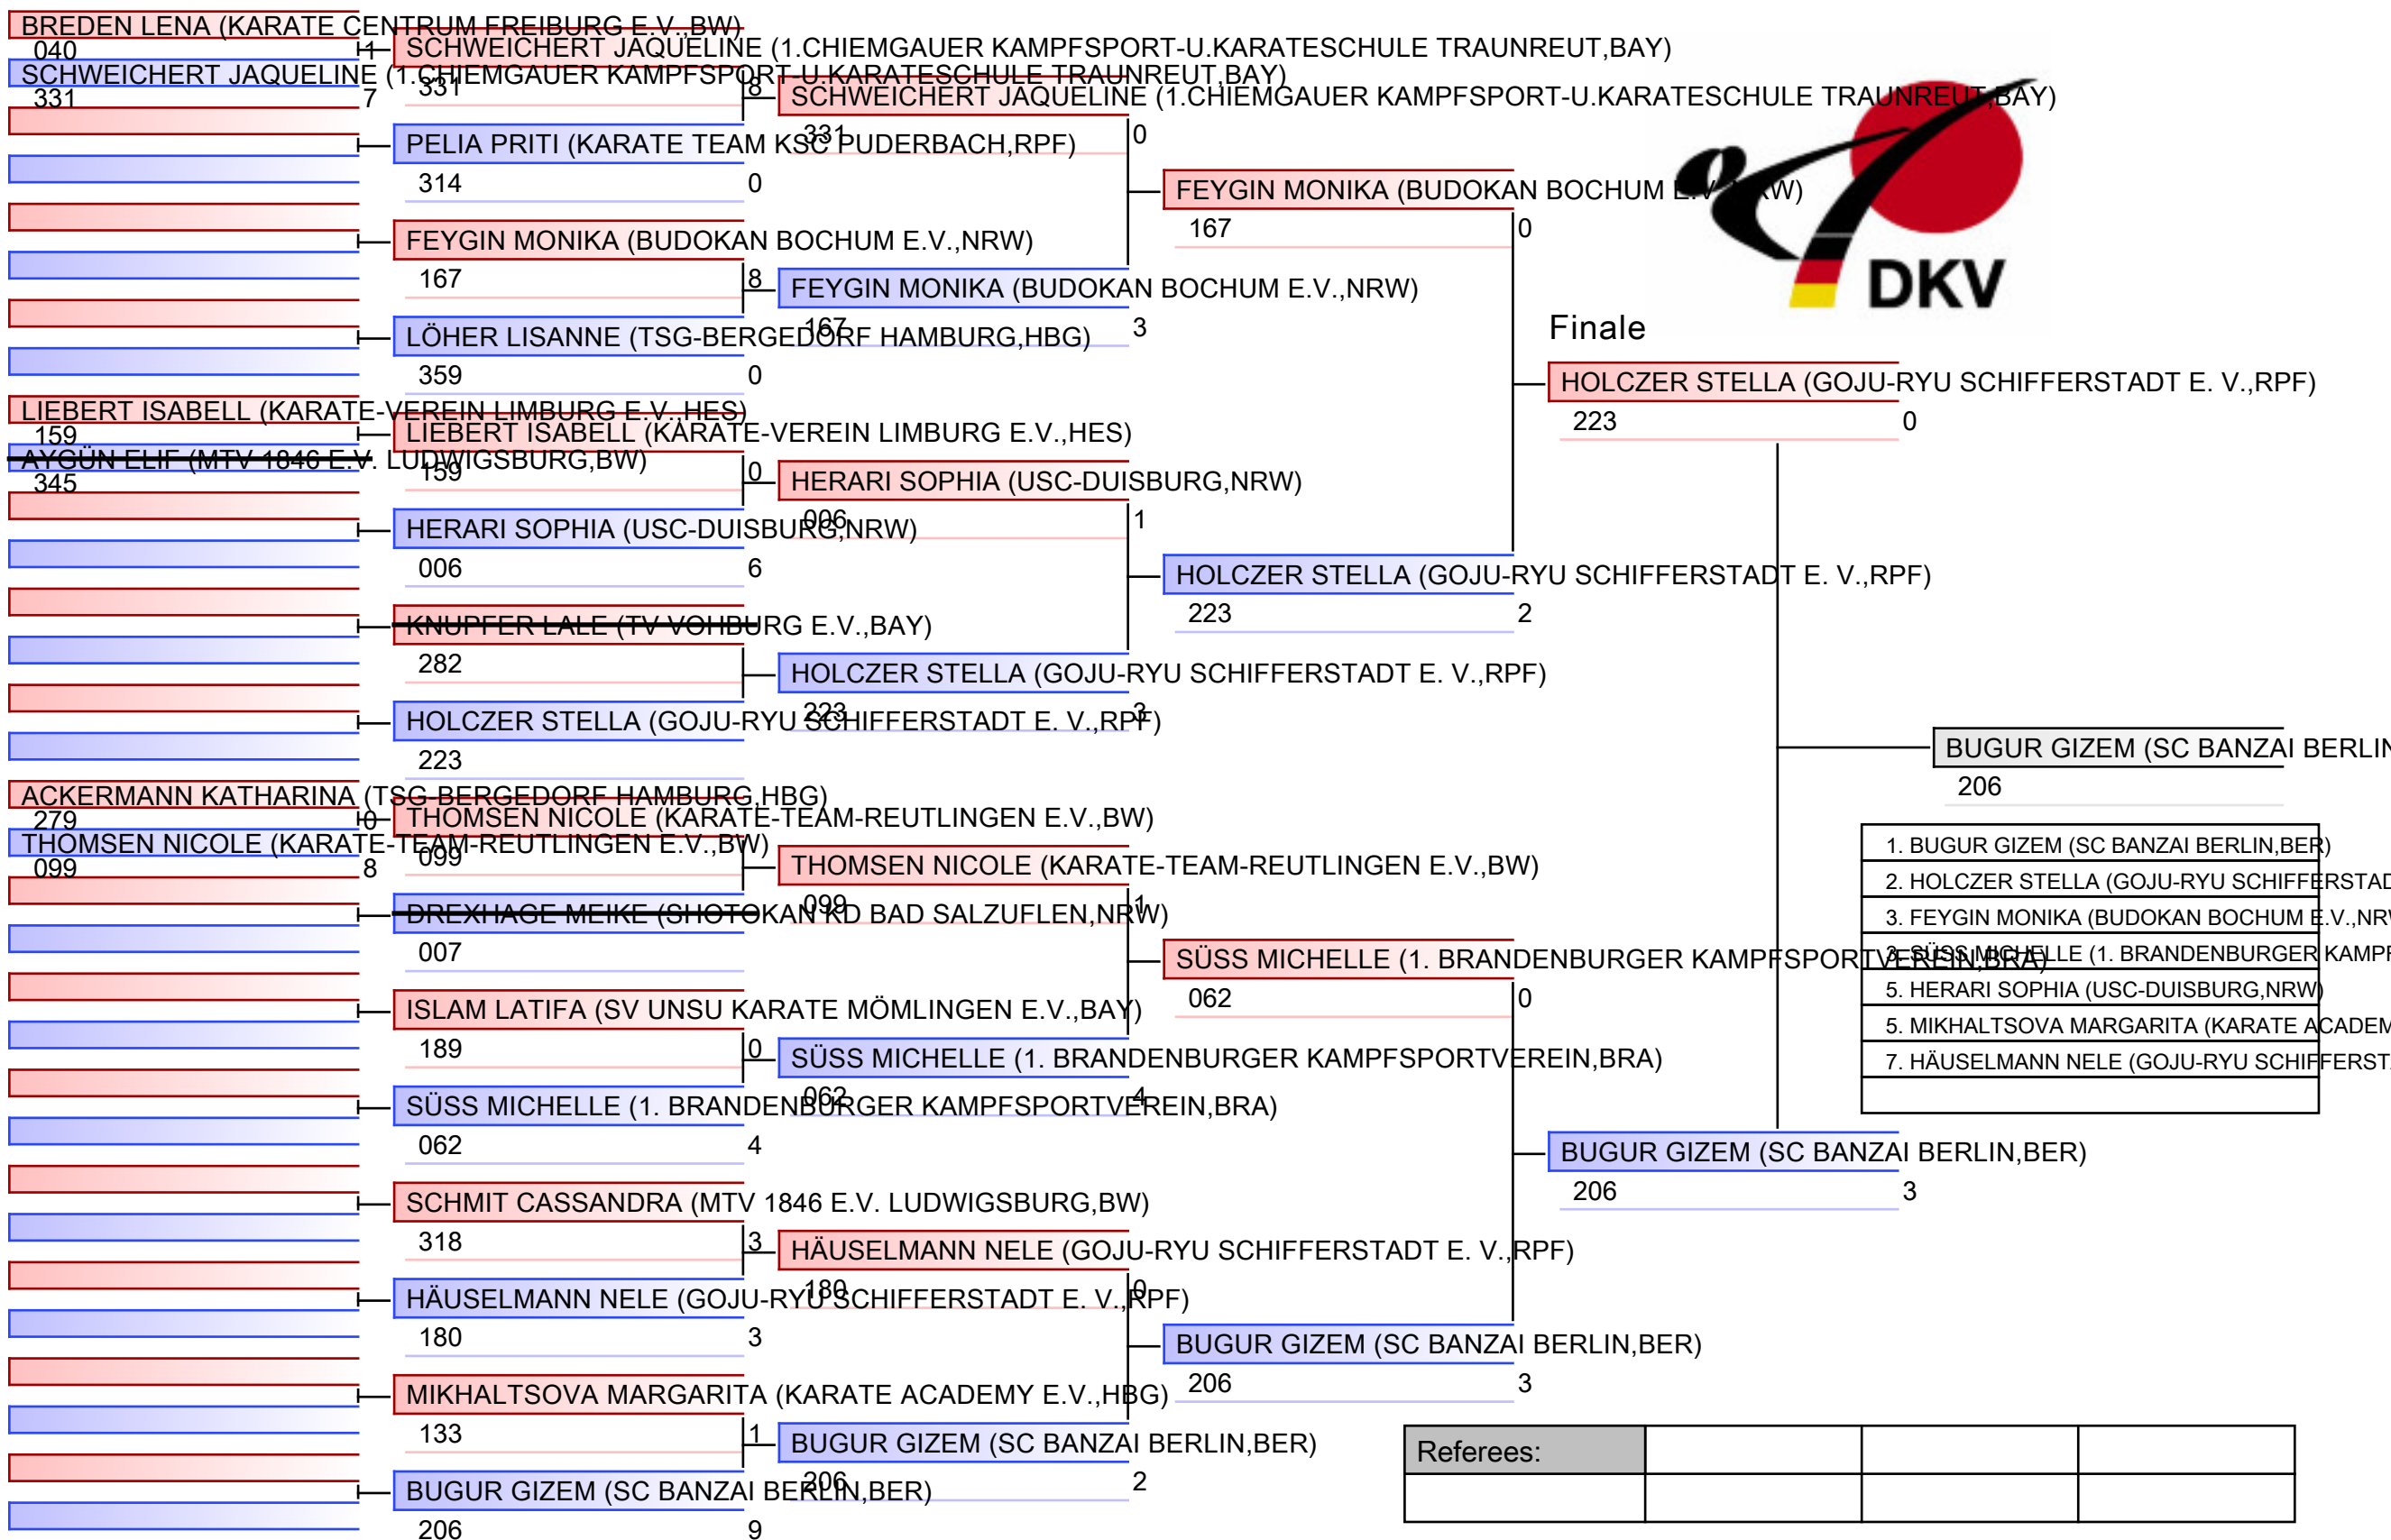 BREDEN LENA (KARATE CENTRUM FREIBURG E.V.,BW)
040 1
SCHWEICHERT JAQUELINE (1.CHIEMGAUER KAMPFSPORT-U.KARATESCHULE TRAUNREUT,BAY)
331 7
LIEBERT ISABELL (KARATE-VEREIN LIMBURG E.V.,HES)
159
AYGÜN ELIF (MTV 1846 E.V. LUDWIGSBURG,BW)
345
ACKERMANN KATHARINA (TSG-BERGEDORF HAMBURG,HBG)
279 0
THOMSEN NICOLE (KARATE-TEAM-REUTLINGEN E.V.,BW)
099 8
SCHWEICHERT JAQUELINE (1.CHIEMGAUER KAMPFSPORT-U.KARATESCHULE TRAUNREUT,BAY)
331 8
PELIA PRITI (KARATE TEAM KSC PUDERBACH,RPF)
314 0
FEYGIN MONIKA (BUDOKAN BOCHUM E.V.,NRW)
167 8
LÖHER LISANNE (TSG-BERGEDORF HAMBURG,HBG)
359 0
LIEBERT ISABELL (KARATE-VEREIN LIMBURG E.V.,HES)
159 0
HERARI SOPHIA (USC-DUISBURG,NRW)
006 6
KNUPFER LALE (TV VOHBURG E.V.,BAY)
282
HOLCZER STELLA (GOJU-RYU SCHIFFERSTADT E. V.,RPF)
223
THOMSEN NICOLE (KARATE-TEAM-REUTLINGEN E.V.,BW)
099
DREXHAGE MEIKE (SHOTOKAN KD BAD SALZUFLEN,NRW)
007
ISLAM LATIFA (SV UNSU KARATE MÖMLINGEN E.V.,BAY)
189 0
SÜSS MICHELLE (1. BRANDENBURGER KAMPFSPORTVEREIN,BRA)
062 4
SCHMIT CASSANDRA (MTV 1846 E.V. LUDWIGSBURG,BW)
318 3
HÄUSELMANN NELE (GOJU-RYU SCHIFFERSTADT E. V.,RPF)
180 3
MIKHALTSOVA MARGARITA (KARATE ACADEMY E.V.,HBG)
133 1
BUGUR GIZEM (SC BANZAI BERLIN,BER)
206 9
SCHWEICHERT JAQUELINE (1.CHIEMGAUER KAMPFSPORT-U.KARATESCHULE TRAUNREUT,BAY)
331 0
FEYGIN MONIKA (BUDOKAN BOCHUM E.V.,NRW)
167 3
HERARI SOPHIA (USC-DUISBURG,NRW)
006 1
HOLCZER STELLA (GOJU-RYU SCHIFFERSTADT E. V.,RPF)
223 3
THOMSEN NICOLE (KARATE-TEAM-REUTLINGEN E.V.,BW)
099 1
SÜSS MICHELLE (1. BRANDENBURGER KAMPFSPORTVEREIN,BRA)
062 4
HÄUSELMANN NELE (GOJU-RYU SCHIFFERSTADT E. V.,RPF)
180 0
BUGUR GIZEM (SC BANZAI BERLIN,BER)
206 2
FEYGIN MONIKA (BUDOKAN BOCHUM E.V.,NRW)
167 0
HOLCZER STELLA (GOJU-RYU SCHIFFERSTADT E. V.,RPF)
223 2
SÜSS MICHELLE (1. BRANDENBURGER KAMPFSPORTVEREIN,BRA)
062 0
BUGUR GIZEM (SC BANZAI BERLIN,BER)
206 3
DKV
Finale
HOLCZER STELLA (GOJU-RYU SCHIFFERSTADT E. V.,RPF)
223 0
BUGUR GIZEM (SC BANZAI BERLIN,BER)
206 3
BUGUR GIZEM (SC BANZAI BERLIN
206
1. BUGUR GIZEM (SC BANZAI BERLIN,BER)
2. HOLCZER STELLA (GOJU-RYU SCHIFFERSTAD
3. FEYGIN MONIKA (BUDOKAN BOCHUM E.V.,NRW
3. SÜSS MICHELLE (1. BRANDENBURGER KAMPF
5. HERARI SOPHIA (USC-DUISBURG,NRW)
5. MIKHALTSOVA MARGARITA (KARATE ACADEM
7. HÄUSELMANN NELE (GOJU-RYU SCHIFFERST
Referees: